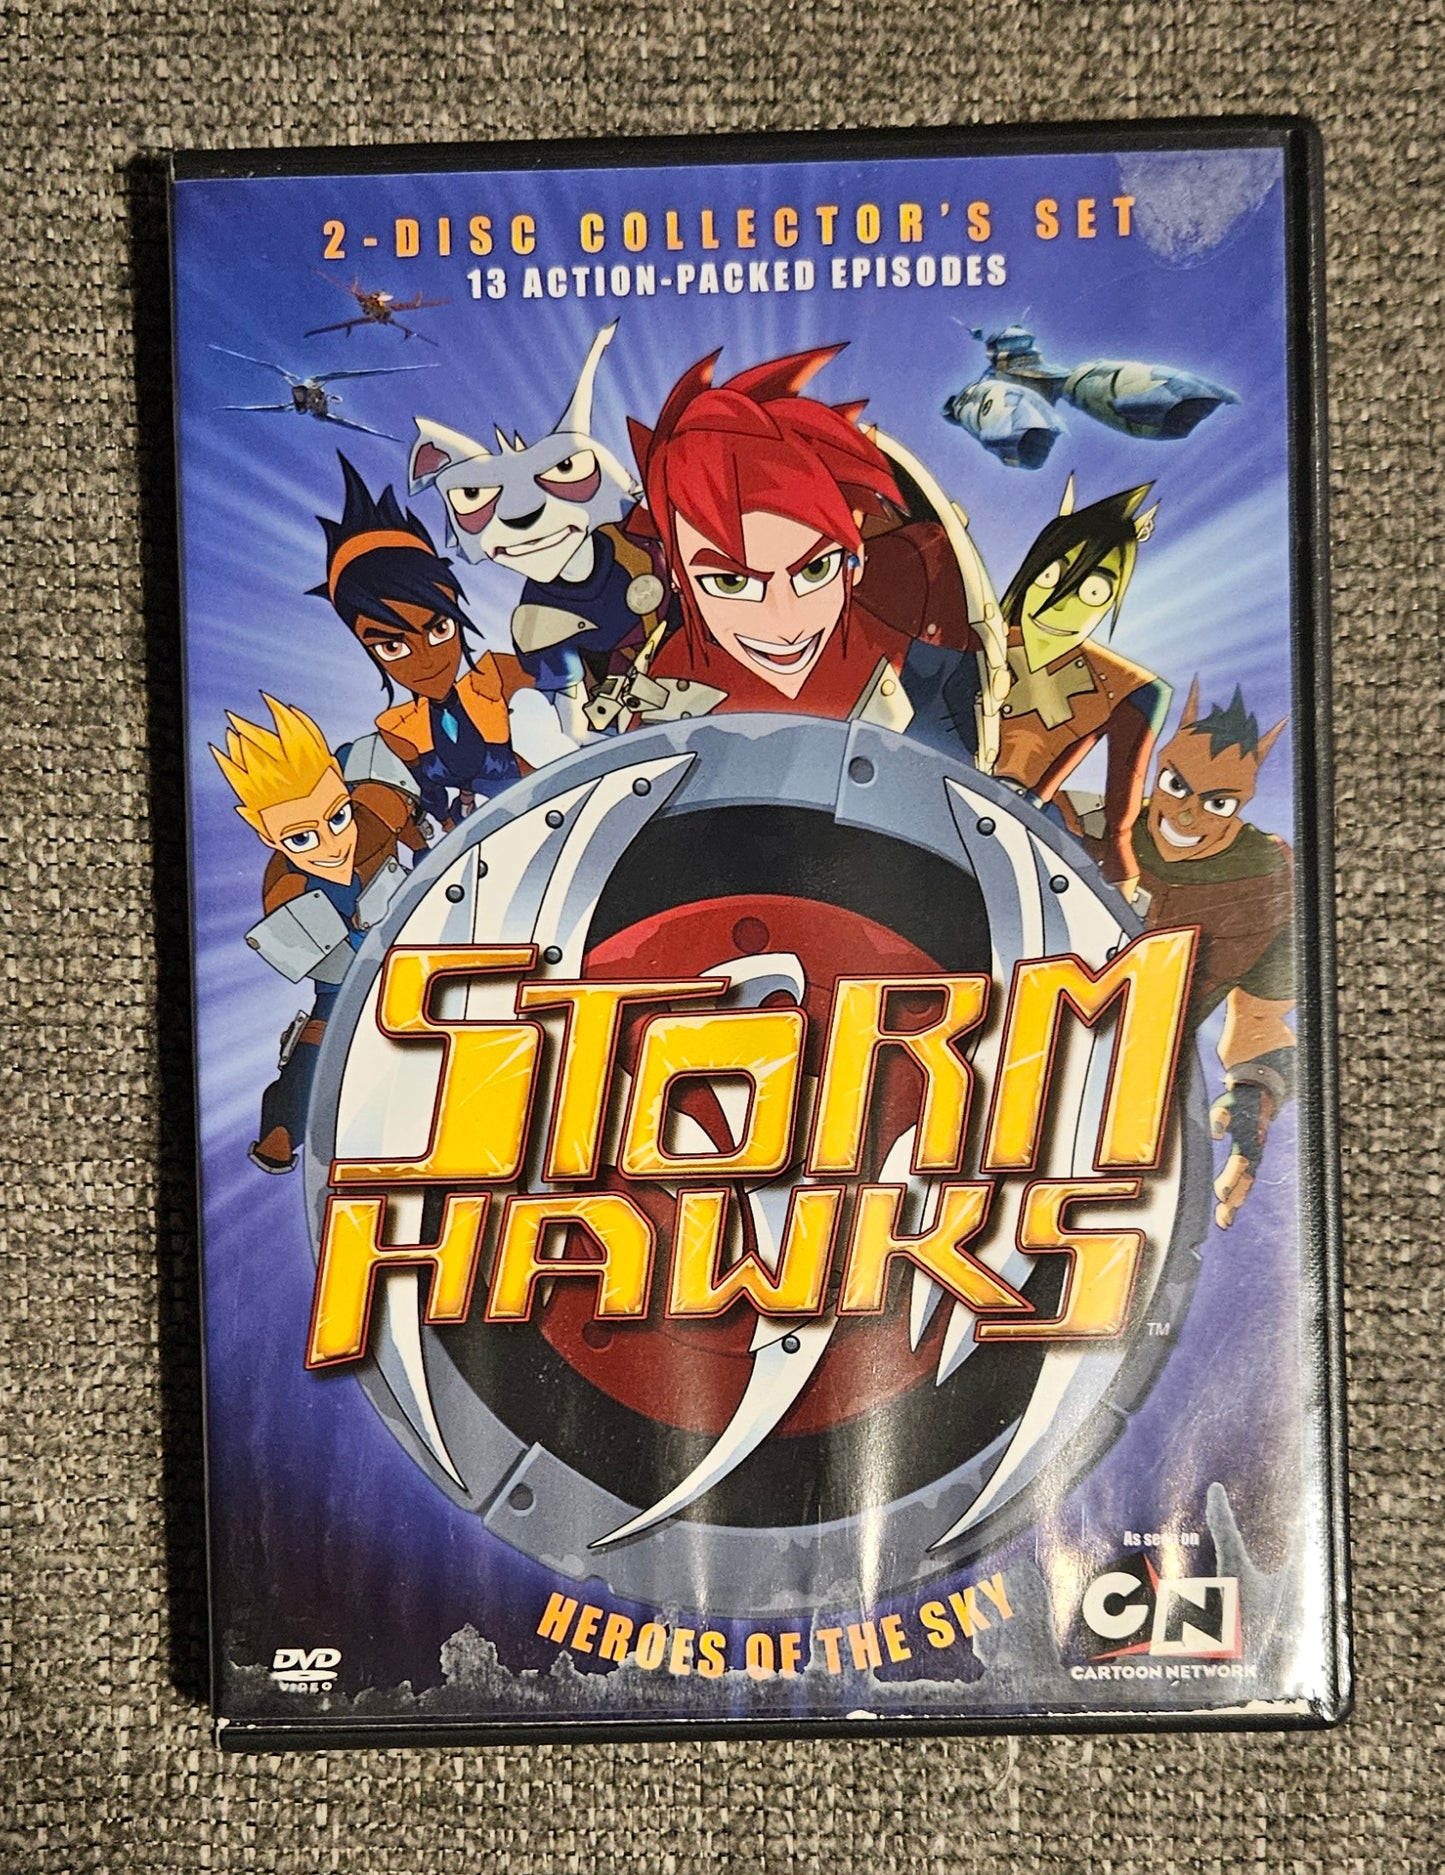 2-DISC COLLECTOR'S SET
13 ACTION-PACKED EPISODES
STORM
HAWKS
TM
HEROES OF THE SKY
As seen on
CN
CARTOON NETWORK
DVD
VIDEO